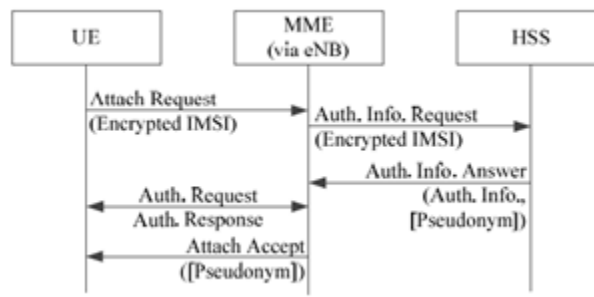 UE
MME
(via eNB)
HSS
Attach Request
(Encrypted IMSI)
Auth. Info. Request
(Encrypted IMSI)
Auth. Info. Answer
(Auth. Info.,
[Pseudonym])
Auth. Request
Auth. Response
Attach Accept
([Pseudonym])